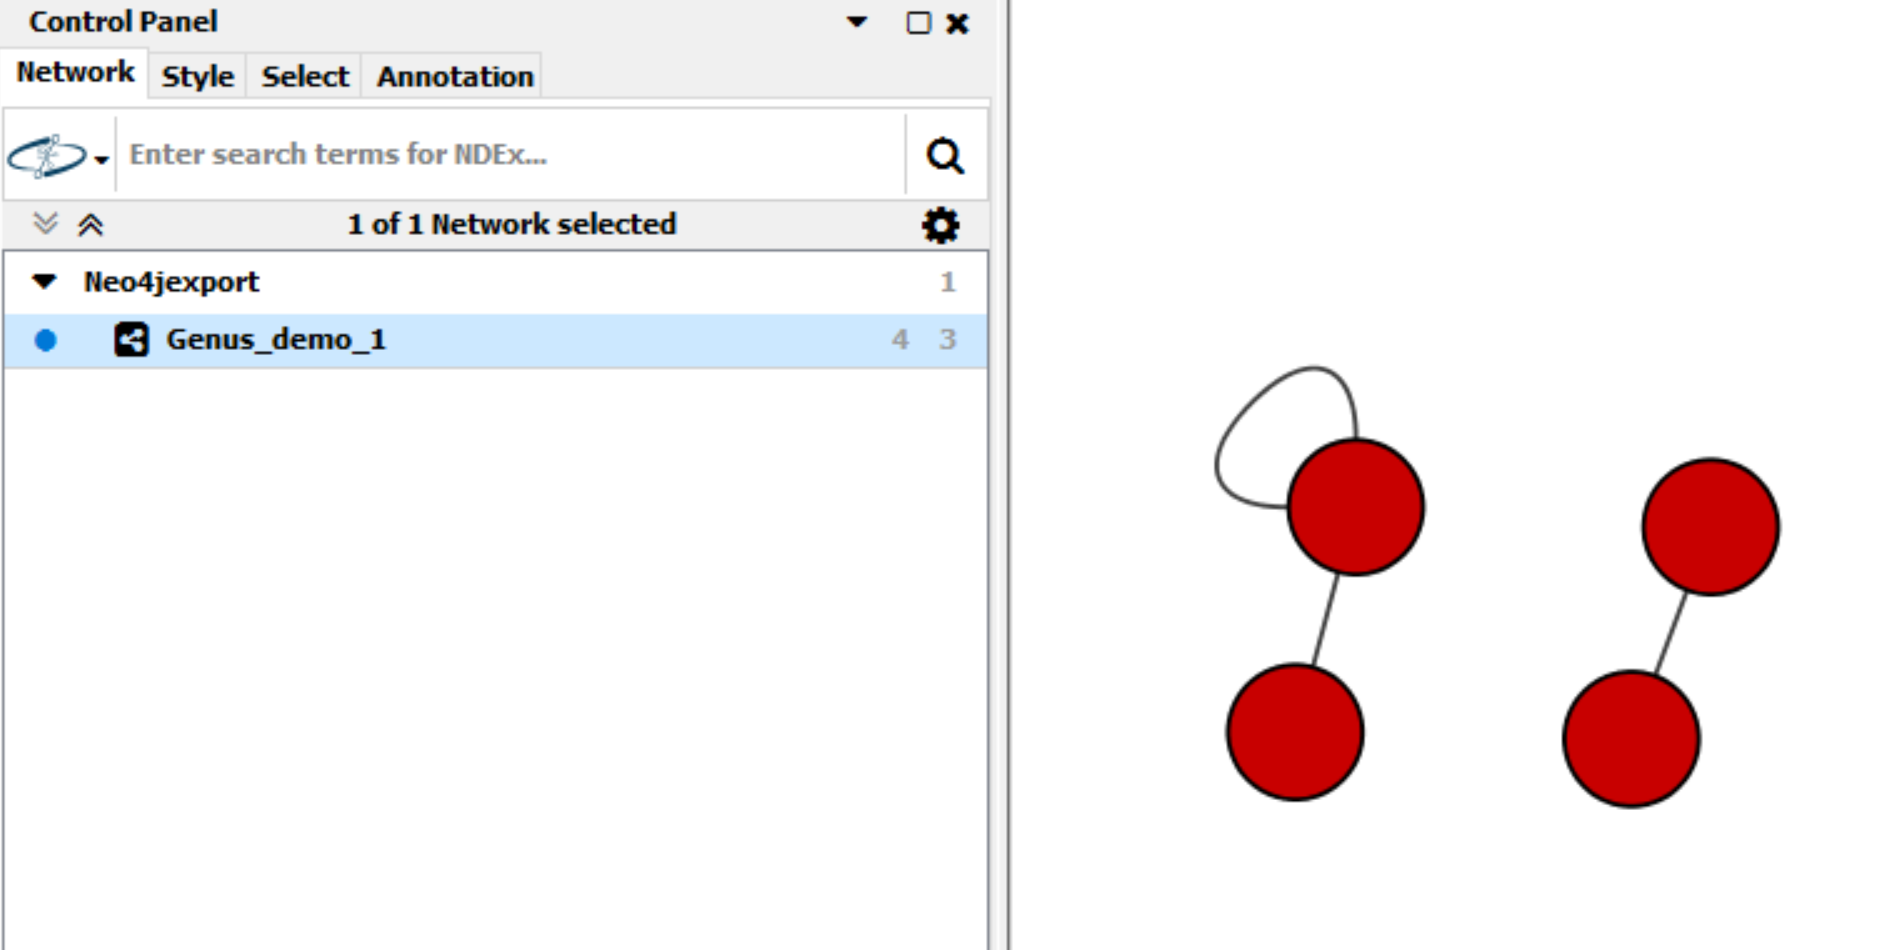 Control Panel
Network Style Select Annotation
Enter search terms for NDEx...
1 of 1 Network selected
Neo4jexport 1
Genus_demo_1 4 3